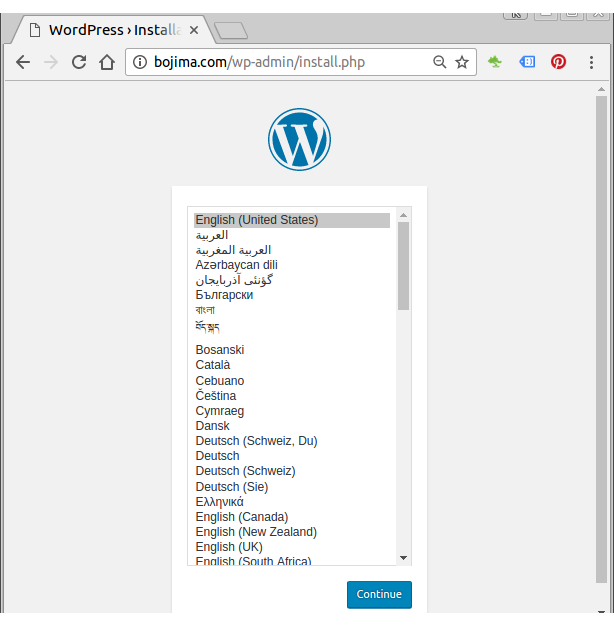 WordPress › Installa
bojima.com/wp-admin/install.php
English (United States)
العربية
العربية المغربية
Azərbaycan dili
گؤنئی آذربایجان
Български
বাংলা
བོད་སྐད
Bosanski
Català
Cebuano
Čeština
Cymraeg
Dansk
Deutsch (Schweiz, Du)
Deutsch
Deutsch (Schweiz)
Deutsch (Sie)
Ελληνικά
English (Canada)
English (New Zealand)
English (UK)
English (South Africa)
Continue